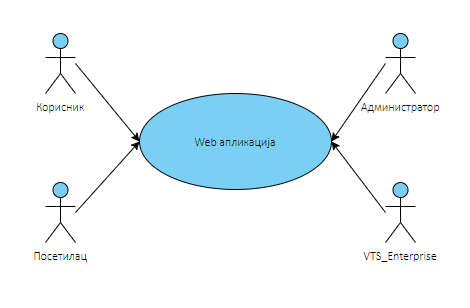 Корисник
Администратор
Web апликација
Посетилац
VTS_Enterprise